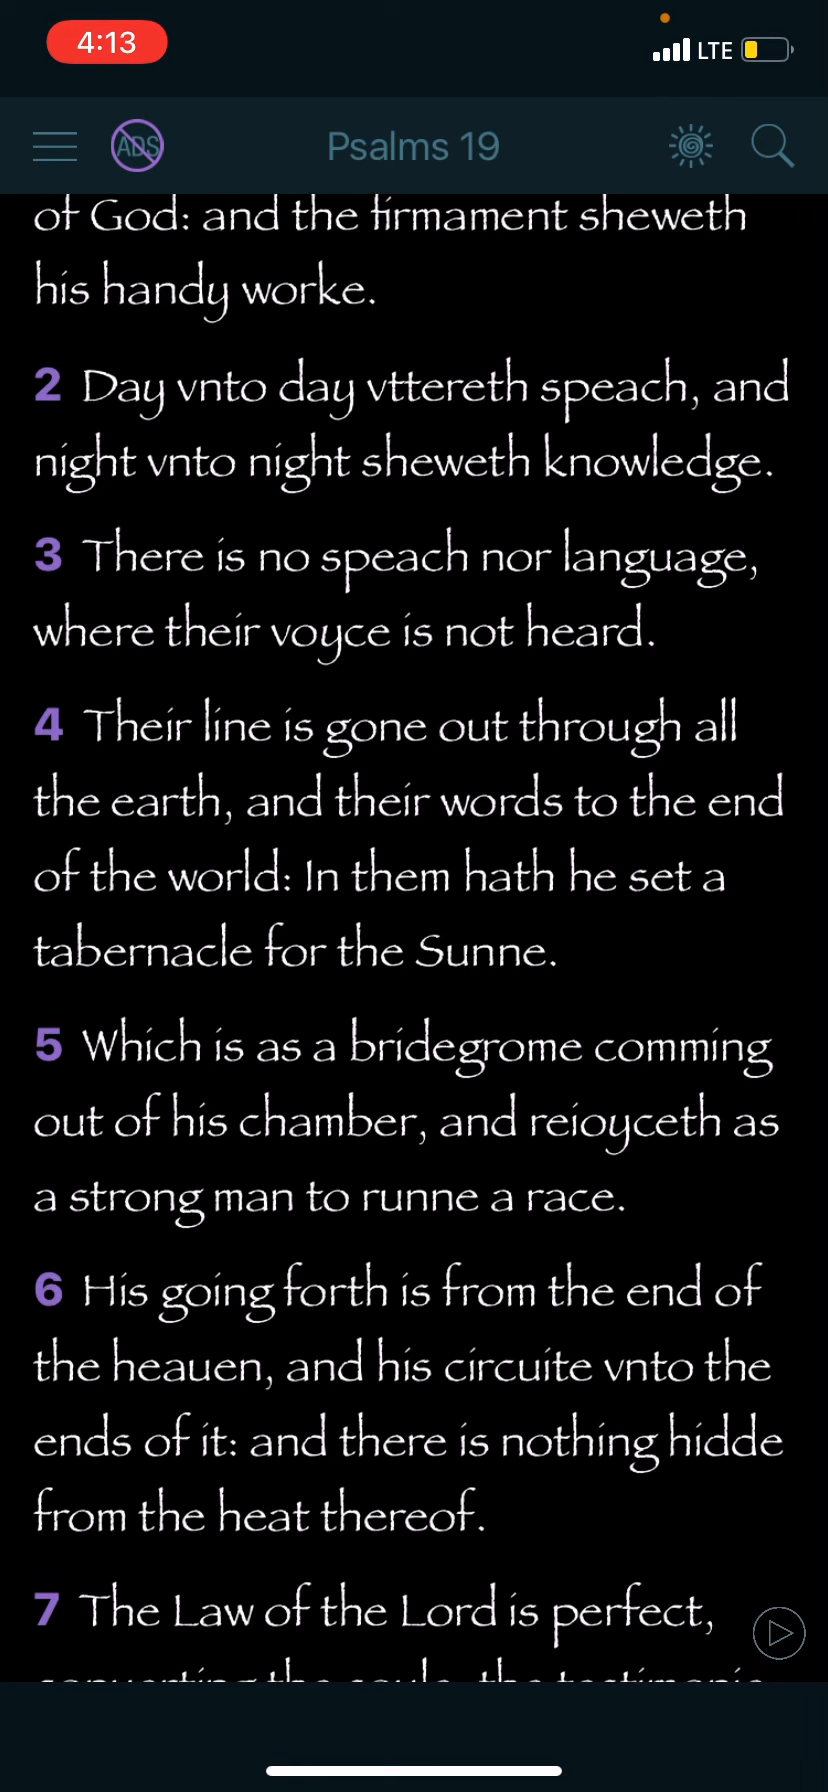 4:13
LTE
ADS
Psalms 19
of God: and the firmament sheweth
his handy worke.
2 Day vnto day vttereth speach, and
night vnto night sheweth knowledge.
3 There is no speach nor language,
where their voyce is not heard.
4 Their line is gone out through all
the earth, and their words to the end
of the world: In them hath he set a
tabernacle for the Sunne.
5 Which is as a bridegrome comming
out of his chamber, and reioyceth as
a strong man to runne a race.
6 His going forth is from the end of
the heauen, and his circuite vnto the
ends of it: and there is nothing hidde
from the heat thereof.
7 The Law of the Lord is perfect,
converting the soule: the testimonie